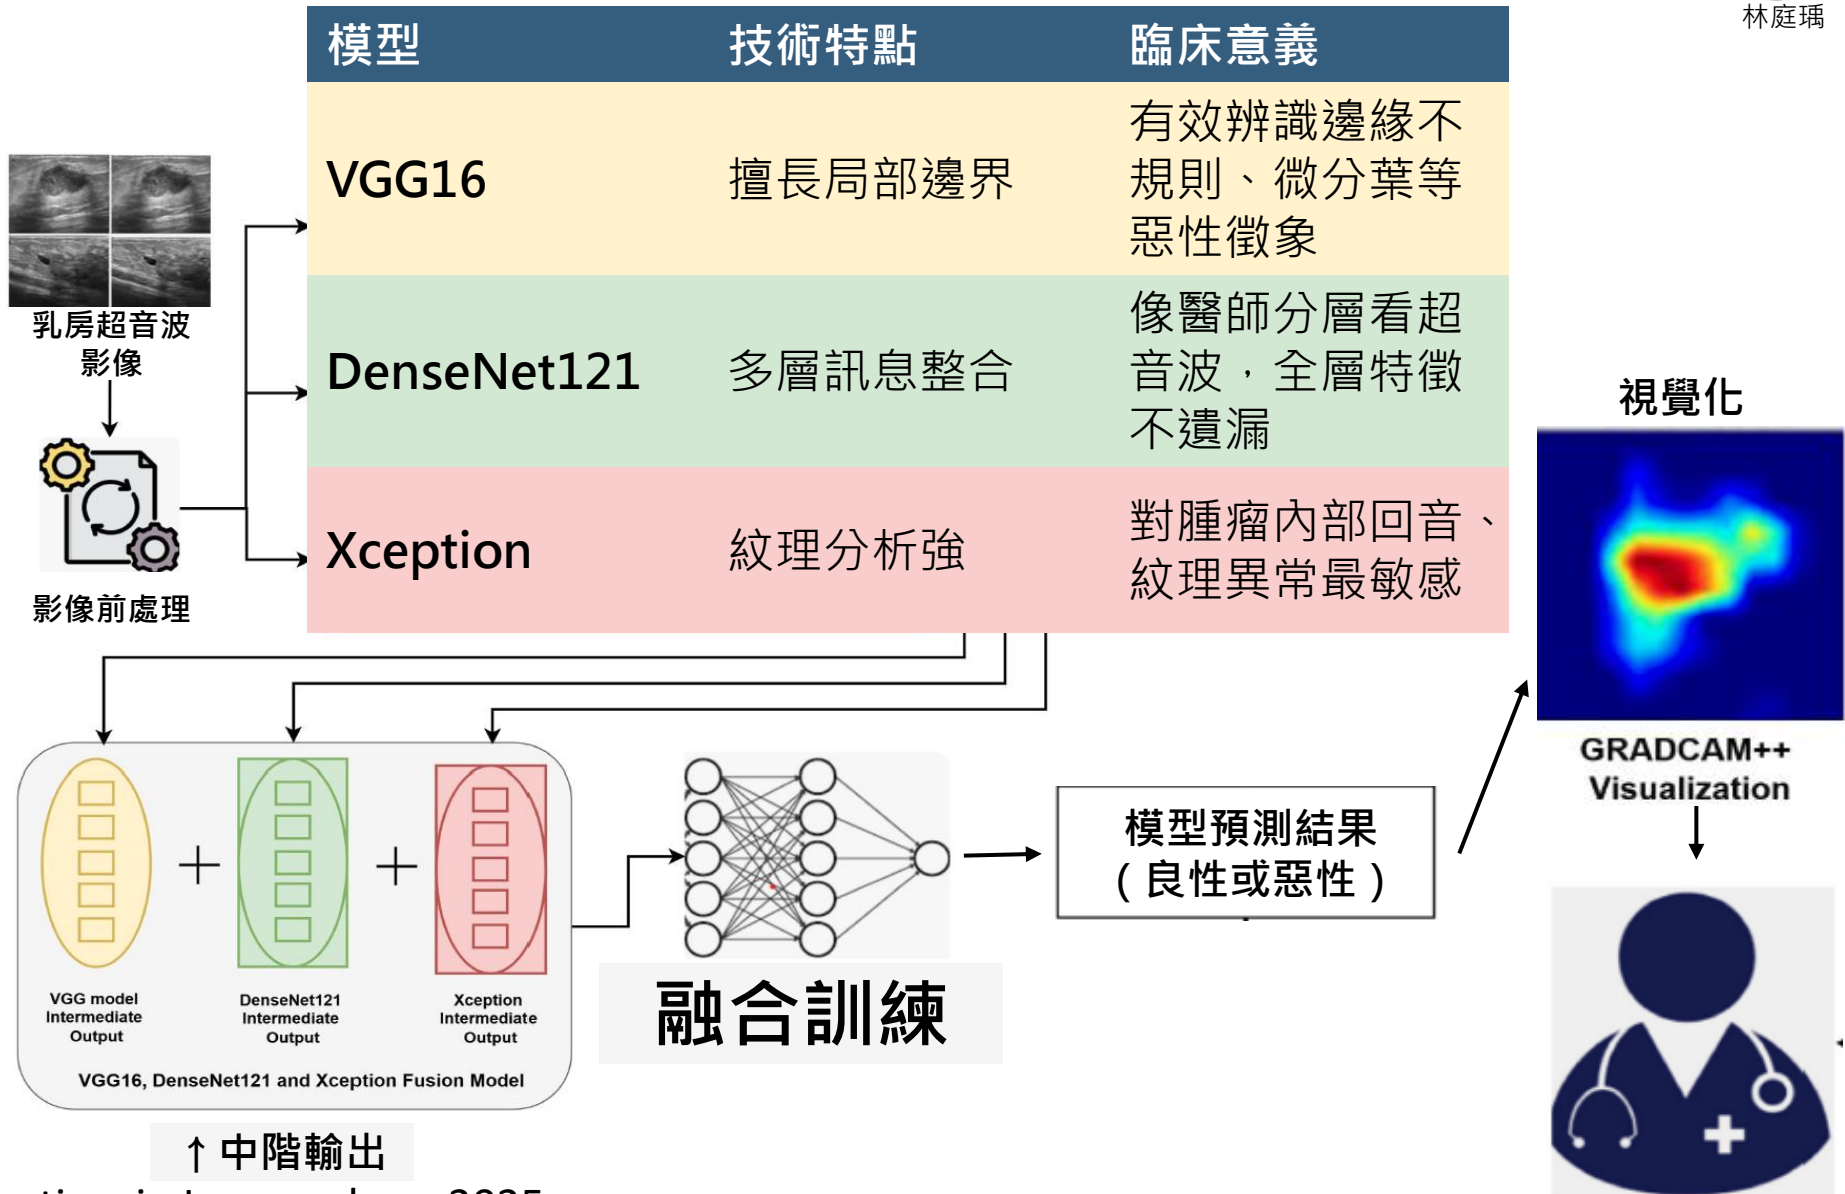 林庭瑀
模型 技術特點 臨床意義
VGG16 擅長局部邊界 有效辨識邊緣不
規則、微分葉等
惡性徵象
DenseNet121 多層訊息整合 像醫師分層看超
音波，全層特徵
不遺漏
Xception 紋理分析強 對腫瘤內部回音、
紋理異常最敏感
乳房超音波
影像
影像前處理
視覺化
GRADCAM++
Visualization
VGG model
Intermediate
Output
DenseNet121
Intermediate
Output
Xception
Intermediate
Output
VGG16, DenseNet121 and Xception Fusion Model
↑中階輸出
融合訓練
模型預測結果
（良性或惡性）